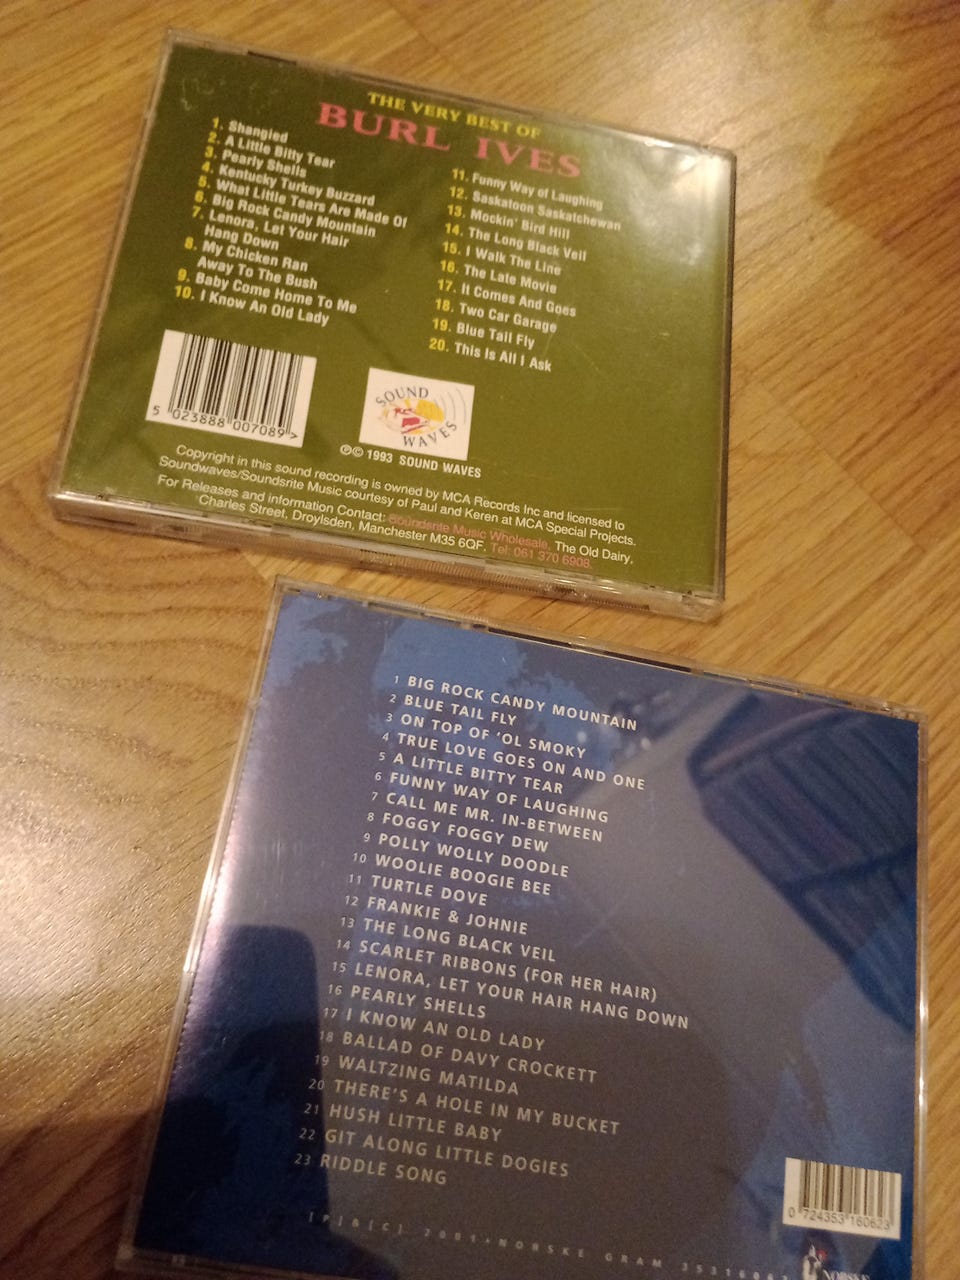 THE VERY BEST OF
BURL IVES
1. Shangied
2. A Little Bitty Tear
3. Pearly Shells
4. Kentucky Turkey Buzzard
5. What Little Tears Are Made Of
6. Big Rock Candy Mountain
7. Lenora, Let Your Hair
Hang Down
8. My Chicken Ran
Away To The Bush
9. Baby Come Home To Me
10. I Know An Old Lady
11. Funny Way of Laughing
12. Saskatoon Saskatchewan
13. Mockin' Bird Hill
14. The Long Black Veil
15. I Walk The Line
16. The Late Movie
17. It Comes And Goes
18. Two Car Garage
19. Blue Tail Fly
20. This Is All I Ask
5 023888 007089 >
SOUND
WAVES
℗© 1993 SOUND WAVES
Copyright in this sound recording is owned by MCA Records Inc and licensed to
Soundwaves/Soundsrite Music courtesy of Paul and Keren at MCA Special Projects.
For Releases and information Contact: Soundsrite Music Wholesale, The Old Dairy,
Charles Street, Droylsden, Manchester M35 6QF. Tel: 061 370 6908.
1 BIG ROCK CANDY MOUNTAIN
2 BLUE TAIL FLY
3 ON TOP OF 'OL SMOKY
4 TRUE LOVE GOES ON AND ONE
5 A LITTLE BITTY TEAR
6 FUNNY WAY OF LAUGHING
7 CALL ME MR. IN-BETWEEN
8 FOGGY FOGGY DEW
9 POLLY WOLLY DOODLE
10 WOOLIE BOOGIE BEE
11 TURTLE DOVE
12 FRANKIE & JOHNIE
13 THE LONG BLACK VEIL
14 SCARLET RIBBONS (FOR HER HAIR)
15 LENORA, LET YOUR HAIR HANG DOWN
16 PEARLY SHELLS
17 I KNOW AN OLD LADY
18 BALLAD OF DAVY CROCKETT
19 WALTZING MATILDA
20 THERE'S A HOLE IN MY BUCKET
21 HUSH LITTLE BABY
22 GIT ALONG LITTLE DOGIES
23 RIDDLE SONG
0 724353 160623
[P]&[C] 2001 NORSKE GRAM
NORSKE